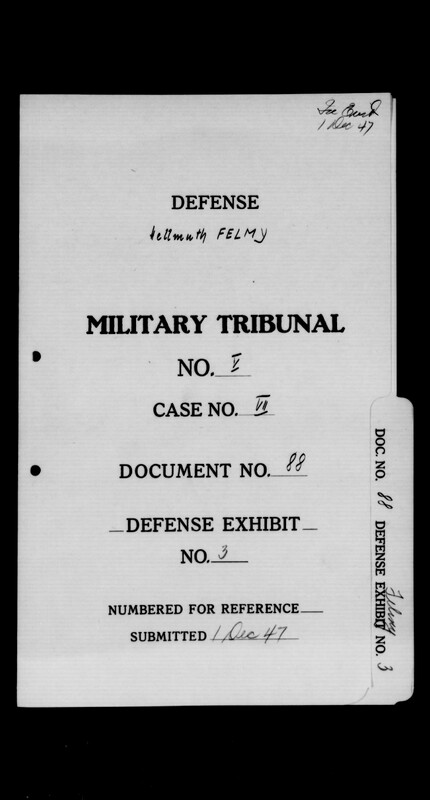 1 Dec 47
DEFENSE
Hellmuth FELMY
MILITARY TRIBUNAL
NO. V
CASE NO. VII
DOCUMENT NO. 88
DEFENSE EXHIBIT
NO. 3
NUMBERED FOR REFERENCE
SUBMITTED 1 Dec 47
DOC. NO. 88 DEFENSE EXHIBIT NO. 3
Felmy